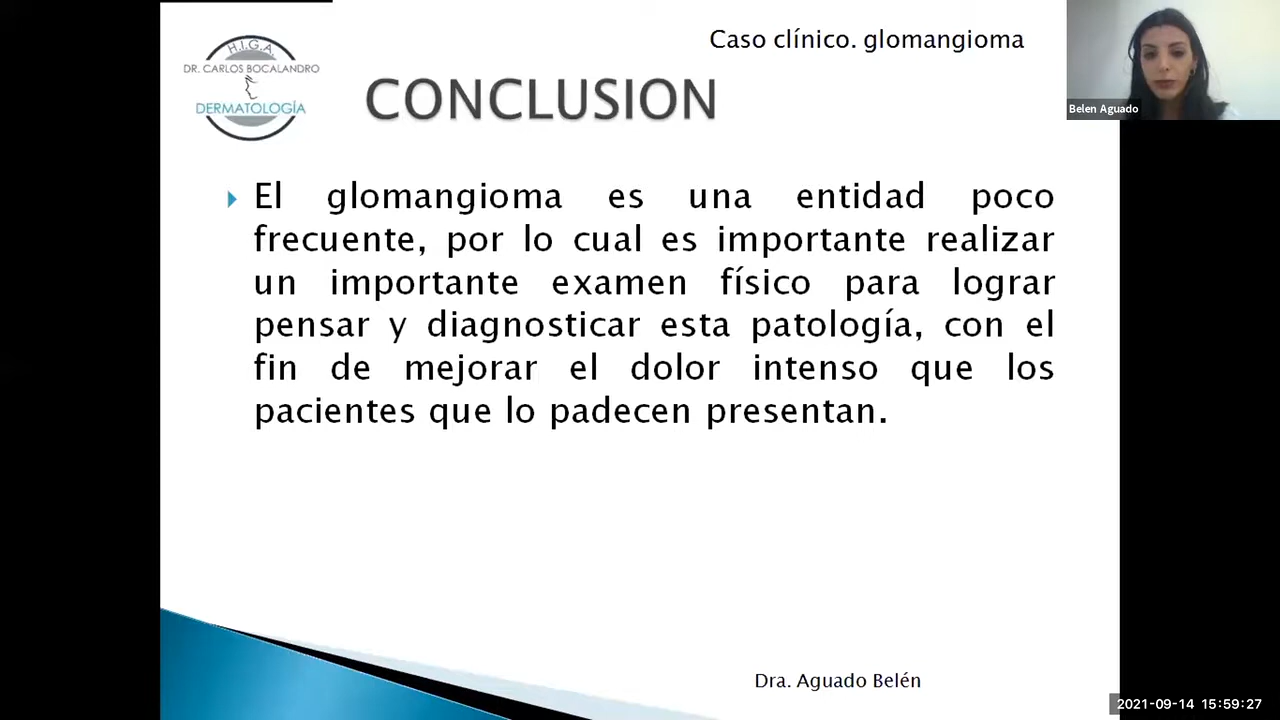 H.I.G.A.
DR. CARLOS BOCALANDRO
DERMATOLOGÍA
Caso clínico. glomangioma
CONCLUSION
El glomangioma es una entidad poco
frecuente, por lo cual es importante realizar
un importante examen físico para lograr
pensar y diagnosticar esta patología, con el
fin de mejorar el dolor intenso que los
pacientes que lo padecen presentan.
Dra. Aguado Belén
Belen Aguado
2021-09-14 15:59:27